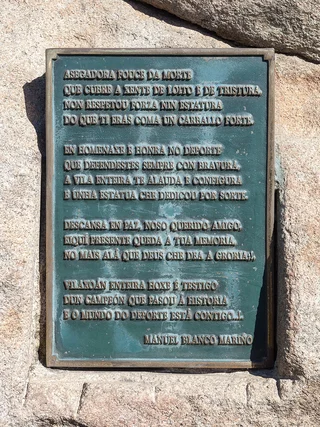 ASEGADORA FOUCE DA MORTE
QUE CUBRE A XENTE DE LOITO E DE TRISTURA,
NON RESPETOU FORZA NIN ESTATURA
DO QUE TI ERAS COMA UN CARBALLO FORTE.
EN HOMENAXE E HONRA NO DEPORTE
QUE DEFENDESTES SEMPRE CON BRAVURA,
A VILA ENTEIRA TE ALAUDA E CONFIGURA
E UNHA ESTATUA CHE DEDICOU POR SORTE.
DESCANSA EN PAZ, NOSO QUERIDO AMIGO,
EIQUÍ PRESENTE QUEDA A TUA MEMORIA,
NO MAIS ALÁ QUE DEUS CHE DEA A GRORIA!.
VILAXOÁN ENTEIRA HOXE É TESTIGO
DUN CAMPEÓN QUE PASOU Á HISTORIA
E O MUNDO DO DEPORTE ESTÁ CONTIGO...
MANUEL BLANCO MARIÑO